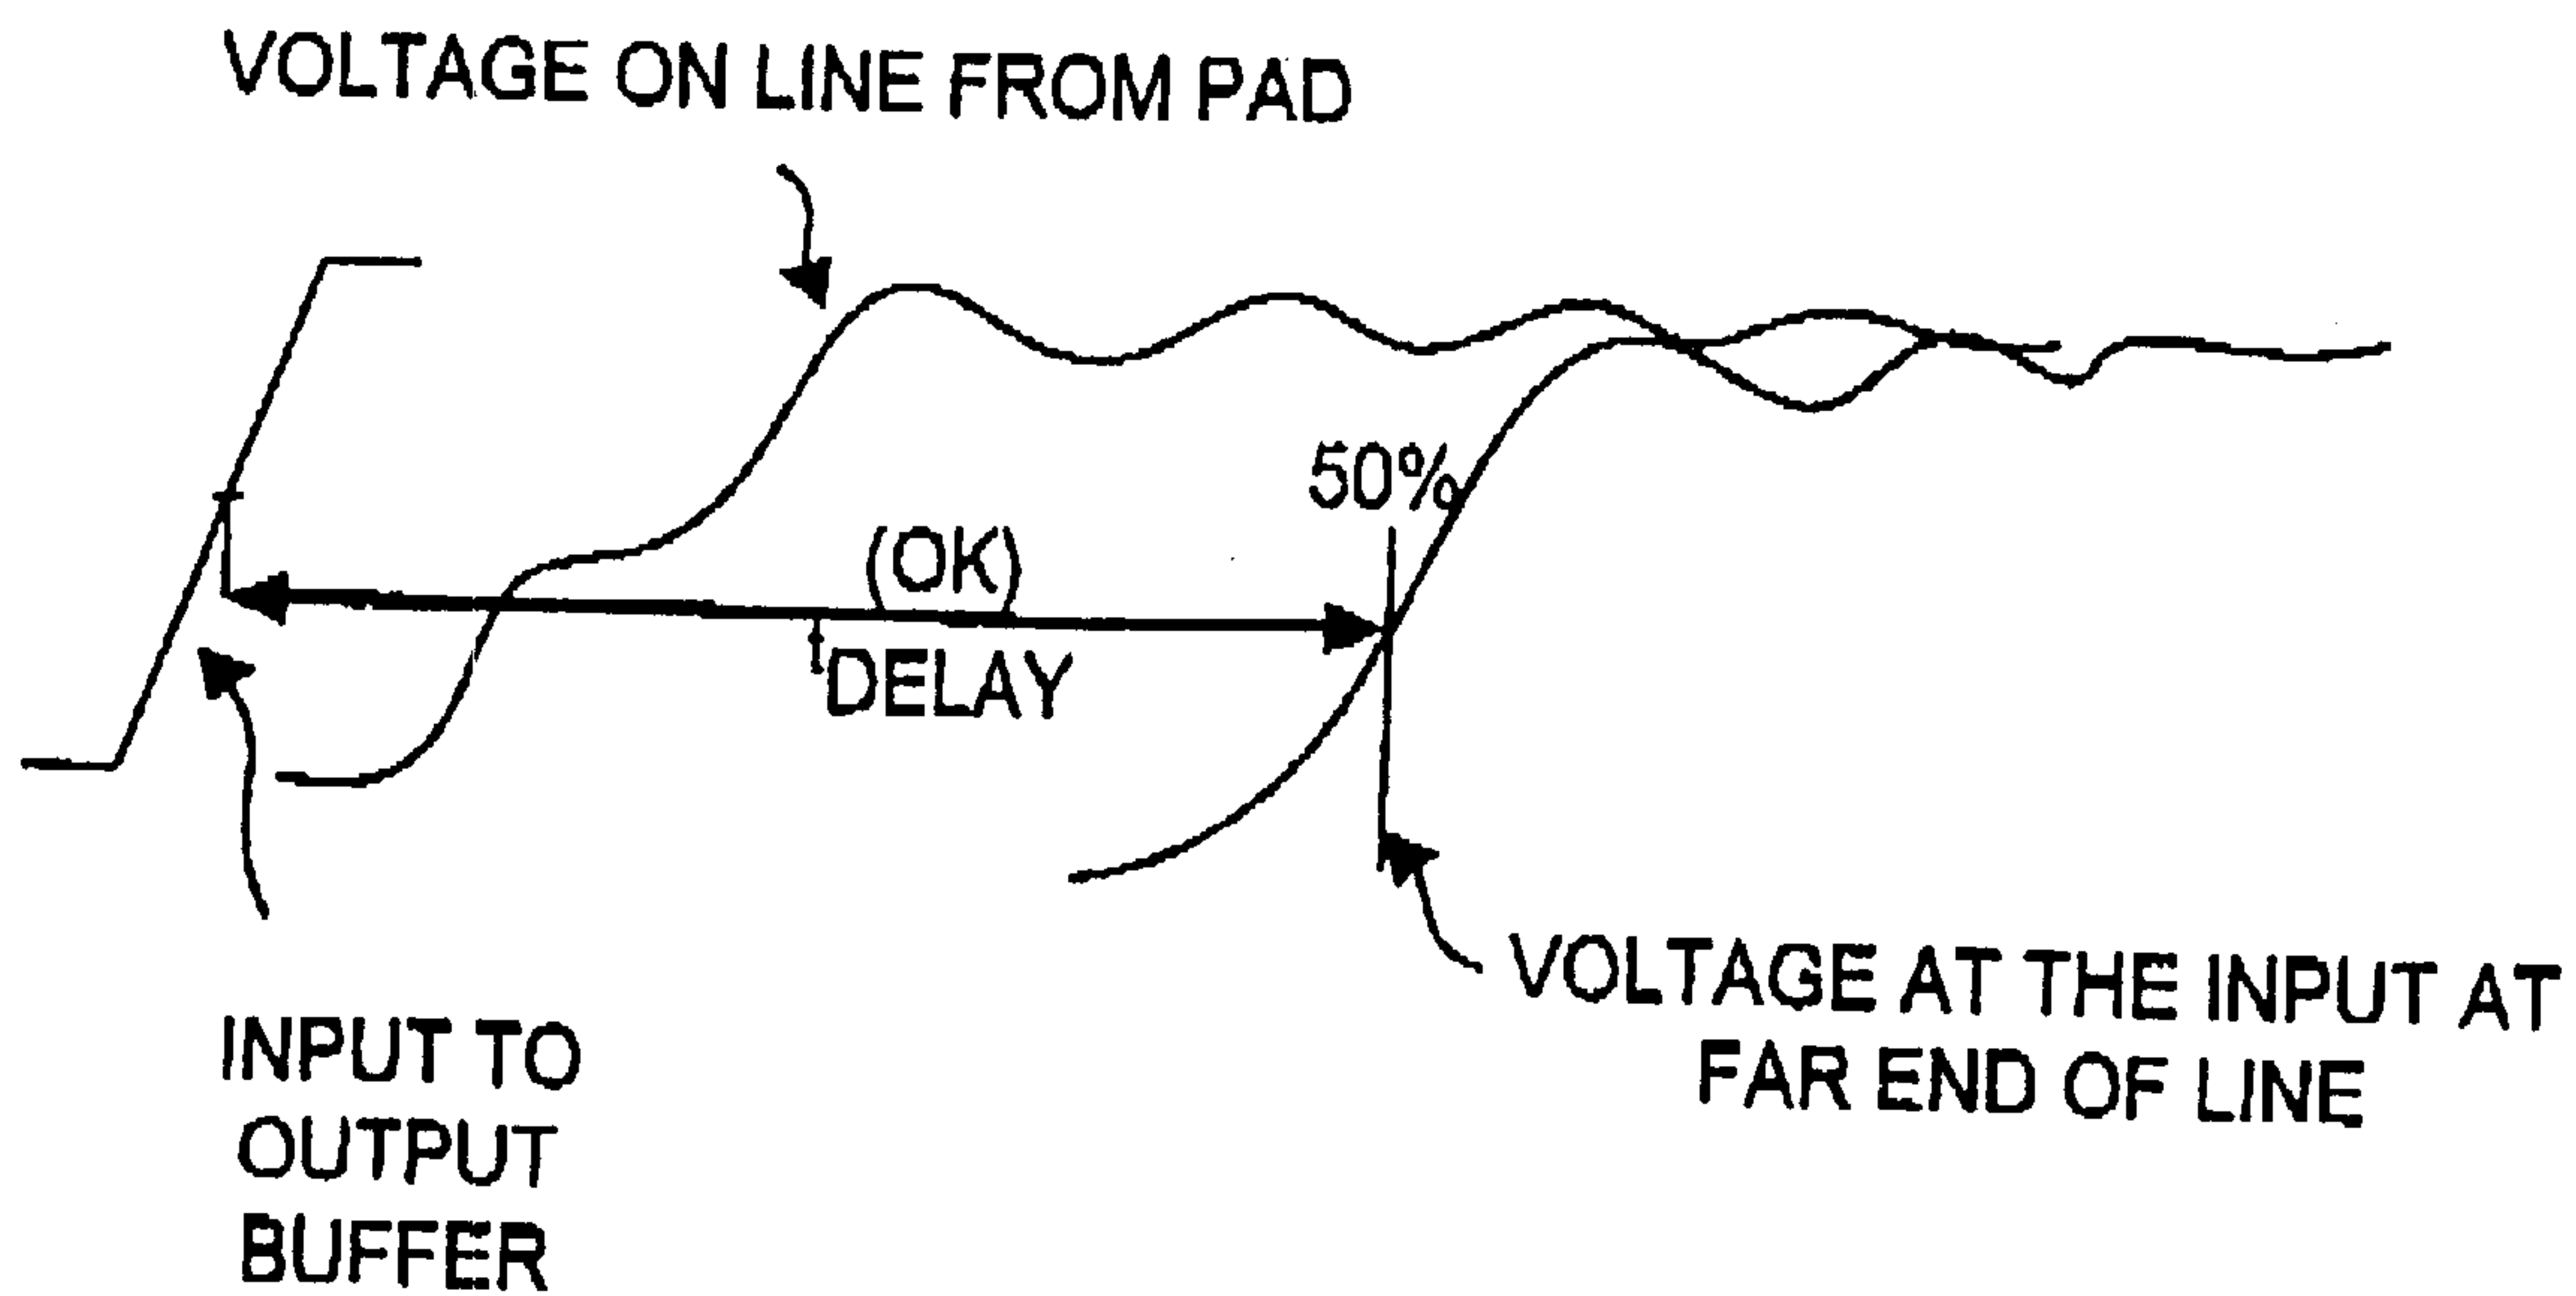 VOLTAGE ON LINE FROM PAD
50%
(OK)
DELAY
VOLTAGE AT THE INPUT AT
FAR END OF LINE
INPUT TO
OUTPUT
BUFFER